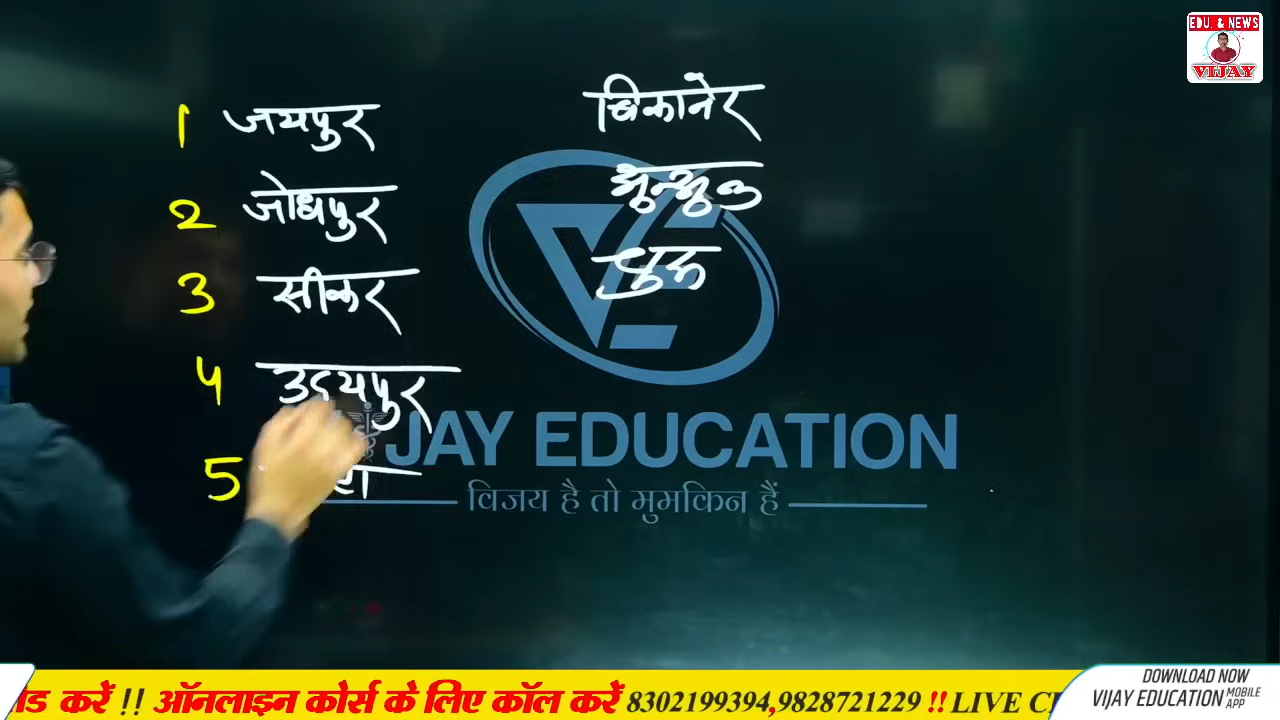 EDU. & NEWS
VIJAY
1 जयपुर
2 जोधपुर
3 सीकर
4 उदयपुर
5
बिकानेर
झुन्झुनु
चुरू
JAY EDUCATION
विजय है तो मुमकिन हैं
ड करें !! ऑनलाइन कोर्स के लिए कॉल करें 8302199394,9828721229 !! LIVE
DOWNLOAD NOW
VIJAY EDUCATION MOBILE APP